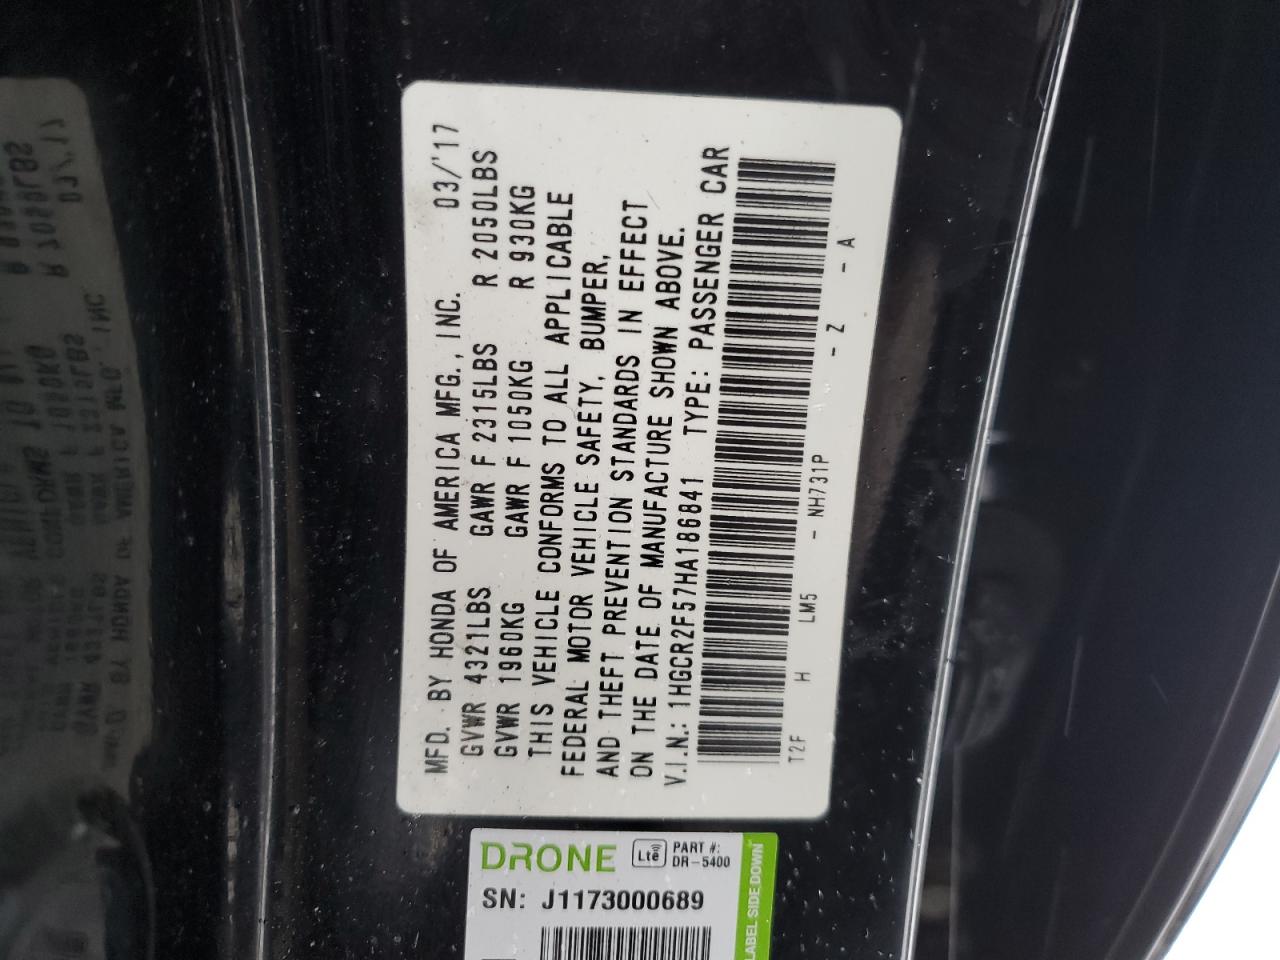 MFD. BY HONDA OF AMERICA MFG., INC. 03/'17
GVWR 4321LBS GAWR F 2315LBS R 2050LBS
GVWR 1960KG GAWR F 1050KG R 930KG
THIS VEHICLE CONFORMS TO ALL APPLICABLE
FEDERAL MOTOR VEHICLE SAFETY, BUMPER,
AND THEFT PREVENTION STANDARDS IN EFFECT
ON THE DATE OF MANUFACTURE SHOWN ABOVE.
V.I.N.: 1HGCR2F57HA186841 TYPE: PASSENGER CAR
T2F H LM5 - NH731P - Z - A
DRONE Lte PART #:
DR-5400
SN: J1173000689
LABEL SIDE DOWN